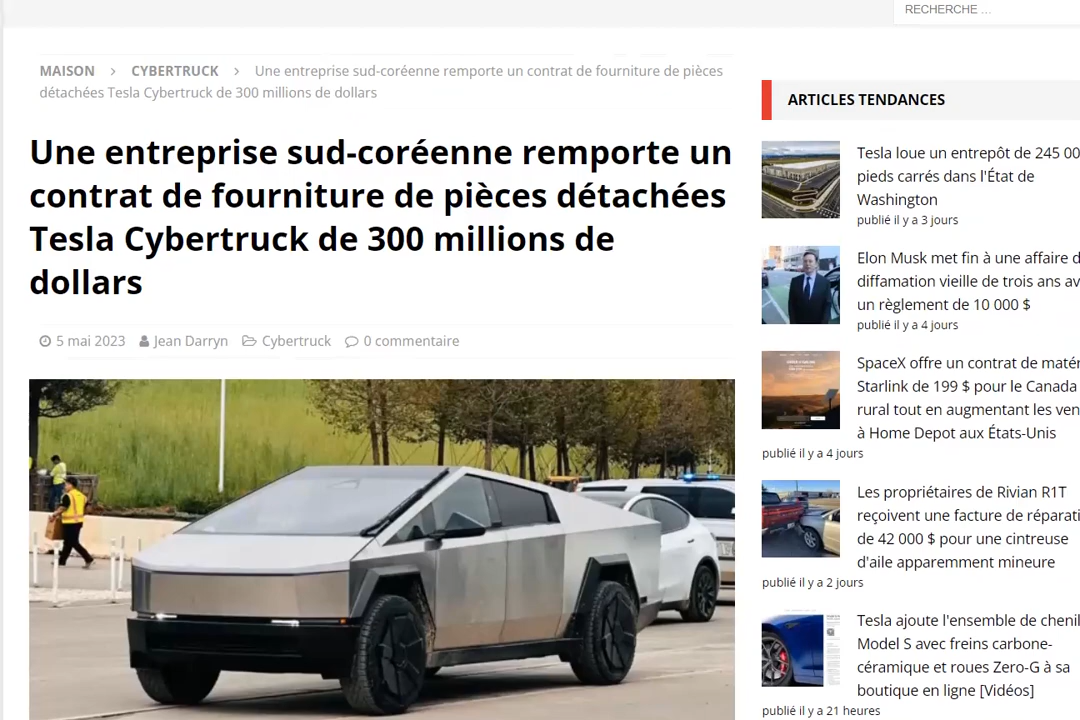 RECHERCHE ...
MAISON > CYBERTRUCK > Une entreprise sud-coréenne remporte un contrat de fourniture de pièces
détachées Tesla Cybertruck de 300 millions de dollars
Une entreprise sud-coréenne remporte un
contrat de fourniture de pièces détachées
Tesla Cybertruck de 300 millions de
dollars
5 mai 2023 Jean Darryn Cybertruck 0 commentaire
ARTICLES TENDANCES
Tesla loue un entrepôt de 245 00
pieds carrés dans l'État de
Washington
publié il y a 3 jours
Elon Musk met fin à une affaire d
diffamation vieille de trois ans av
un règlement de 10 000 $
publié il y a 4 jours
SpaceX offre un contrat de matér
Starlink de 199 $ pour le Canada
rural tout en augmentant les ven
à Home Depot aux États-Unis
publié il y a 4 jours
Les propriétaires de Rivian R1T
reçoivent une facture de réparati
de 42 000 $ pour une cintreuse
d'aile apparemment mineure
publié il y a 2 jours
Tesla ajoute l'ensemble de chenil
Model S avec freins carbone-
céramique et roues Zero-G à sa
boutique en ligne [Vidéos]
publié il y a 21 heures